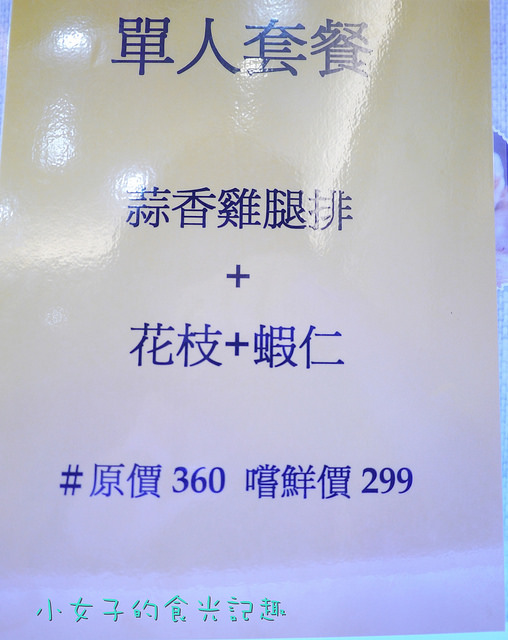 單人套餐
蒜香雞腿排
+
花枝+蝦仁
#原價 360 嚐鮮價 299
小女子的食光記趣